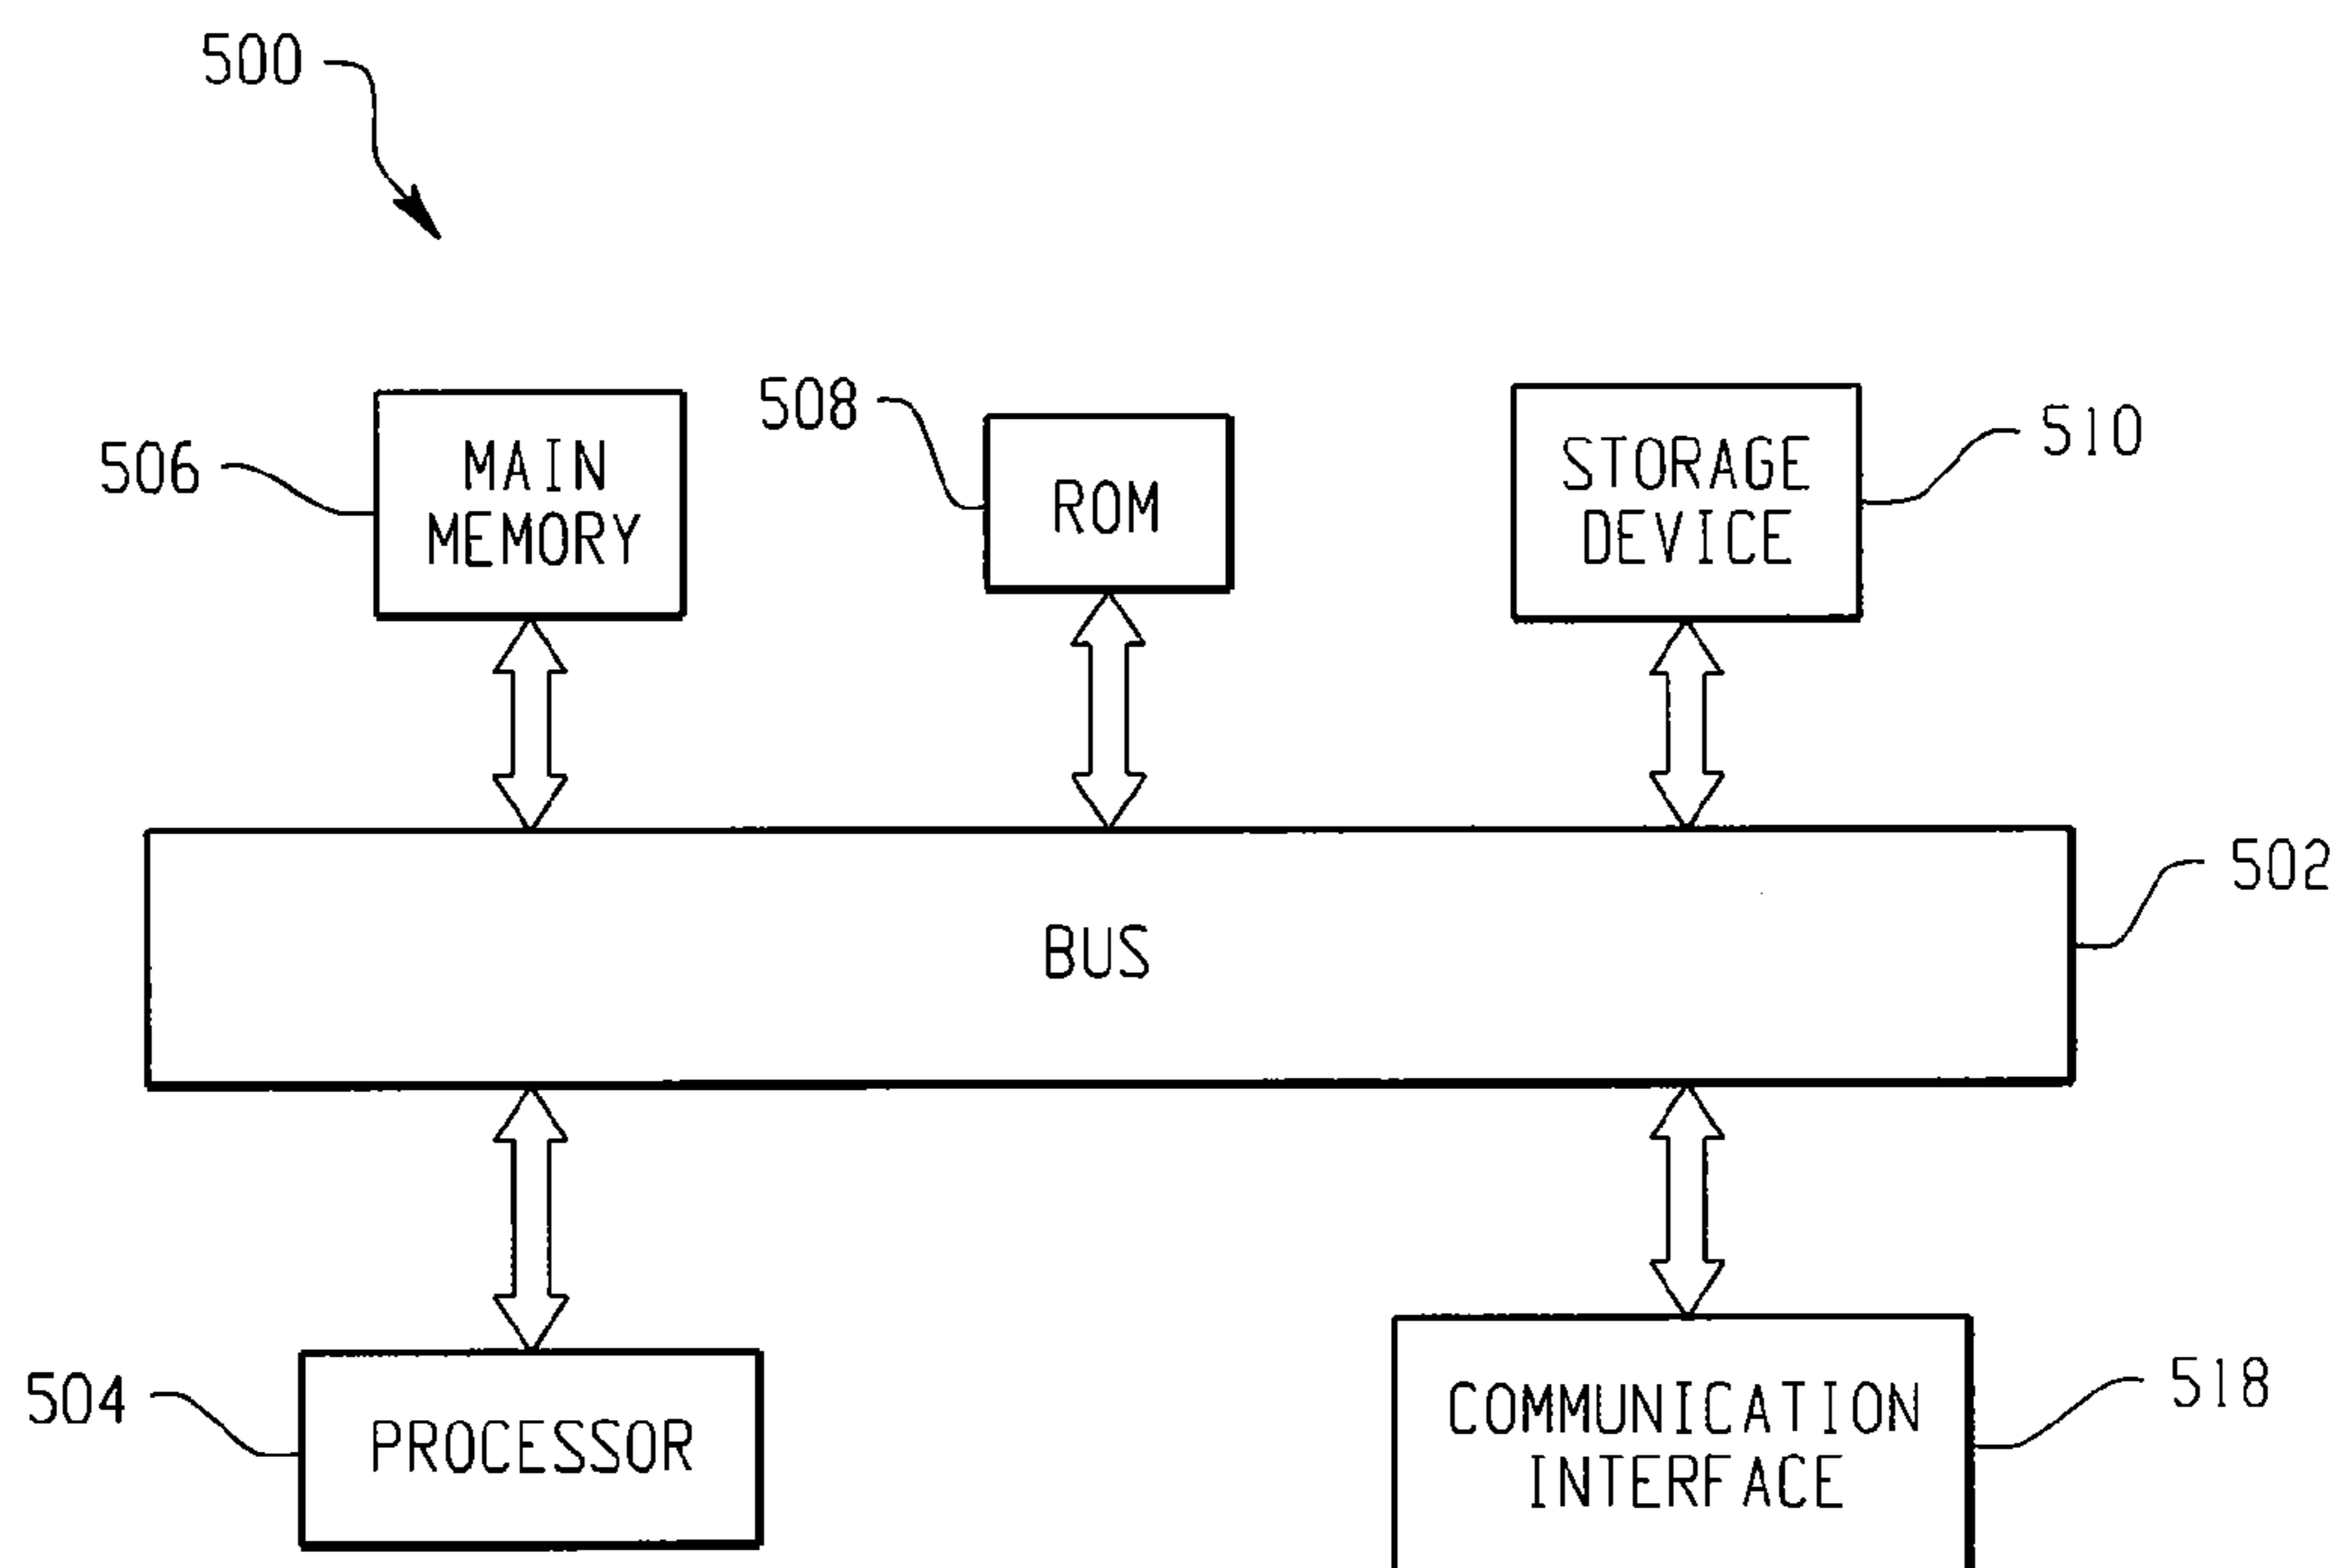 500
508
506
MAIN
MEMORY
ROM
STORAGE
DEVICE
510
BUS
502
504
PROCESSOR
COMMUNICATION
INTERFACE
518